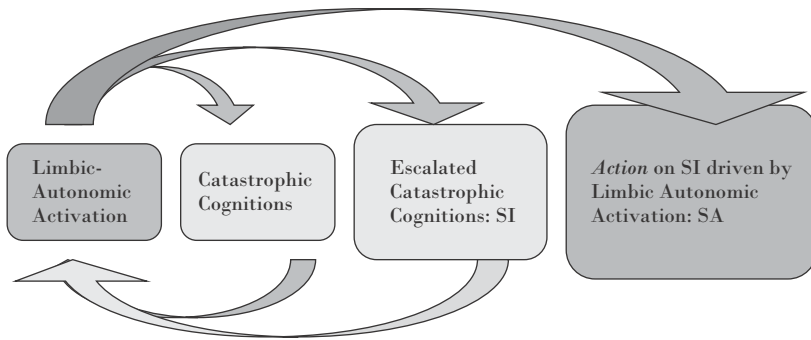 Limbic-
Autonomic
Activation
Catastrophic
Cognitions
Escalated
Catastrophic
Cognitions: SI
Action on SI driven by
Limbic Autonomic
Activation: SA